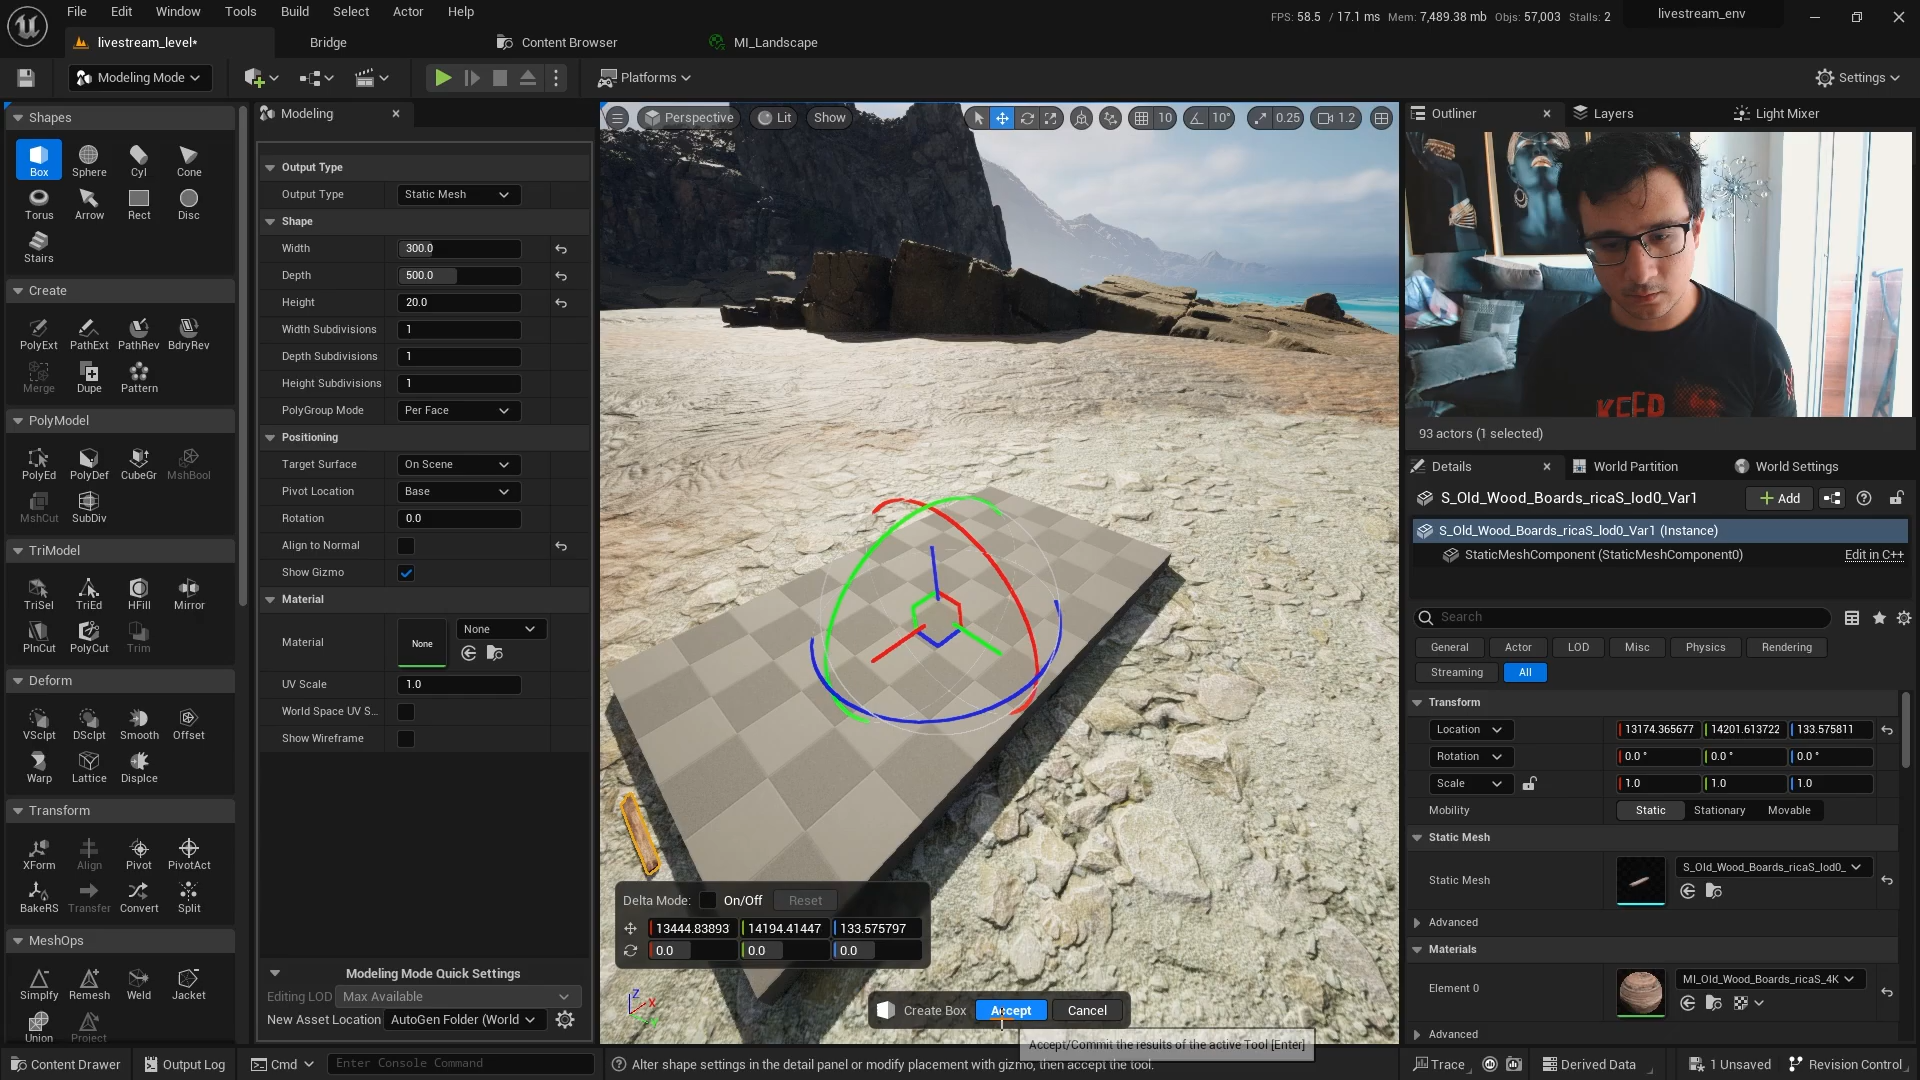 File Edit Window Tools Build Select Actor Help
FPS: 58.5 / 17.1 ms Mem: 7,489.38 mb Objs: 57,003 Stalls: 2
livestream_env
livestream_level*
Bridge
Content Browser
MI_Landscape
Modeling Mode
Platforms
Settings
Shapes
Box Sphere Cyl Cone
Torus Arrow Rect Disc
Stairs
Create
PolyExt PathExt PathRev BdryRev
Merge Dupe Pattern
PolyModel
PolyEd PolyDef CubeGr MshBool
MshCut SubDiv
TriModel
TriSel TriEd HFill Mirror
PlnCut PolyCut Trim
Deform
VSclpt DSclpt Smooth Offset
Warp Lattice Displce
Transform
XForm Align Pivot PivotAct
BakeRS Transfer Convert Split
MeshOps
Simplfy Remesh Weld Jacket
Union Project
Modeling
Output Type
Output Type Static Mesh
Shape
Width 300.0
Depth 500.0
Height 20.0
Width Subdivisions 1
Depth Subdivisions 1
Height Subdivisions 1
PolyGroup Mode Per Face
Positioning
Target Surface On Scene
Pivot Location Base
Rotation 0.0
Align to Normal
Show Gizmo
Material
Material None None
UV Scale 1.0
World Space UV S...
Show Wireframe
Modeling Mode Quick Settings
Editing LOD Max Available
New Asset Location AutoGen Folder (World
Perspective Lit Show
10 10° 0.25 1.2
Delta Mode: On/Off Reset
13444.83893 14194.41447 133.575797
0.0 0.0 0.0
Z X
Create Box Accept Cancel
Accept/Commit the results of the active Tool [Enter]
Outliner Layers Light Mixer
KEEP
93 actors (1 selected)
Details World Partition World Settings
S_Old_Wood_Boards_ricaS_lod0_Var1
Add
S_Old_Wood_Boards_ricaS_lod0_Var1 (Instance)
StaticMeshComponent (StaticMeshComponent0) Edit in C++
Search
General Actor LOD Misc Physics Rendering
Streaming All
Transform
Location 13174.365677 14201.613722 133.575811
Rotation 0.0 ° 0.0 ° 0.0 °
Scale 1.0 1.0 1.0
Mobility Static Stationary Movable
Static Mesh
Static Mesh S_Old_Wood_Boards_ricaS_lod0_
Advanced
Materials
Element 0 MI_Old_Wood_Boards_ricaS_4K
Advanced
Content Drawer Output Log Cmd Enter Console Command
Alter shape settings in the detail panel or modify placement with gizmo, then accept the tool.
Trace Derived Data 1 Unsaved Revision Control